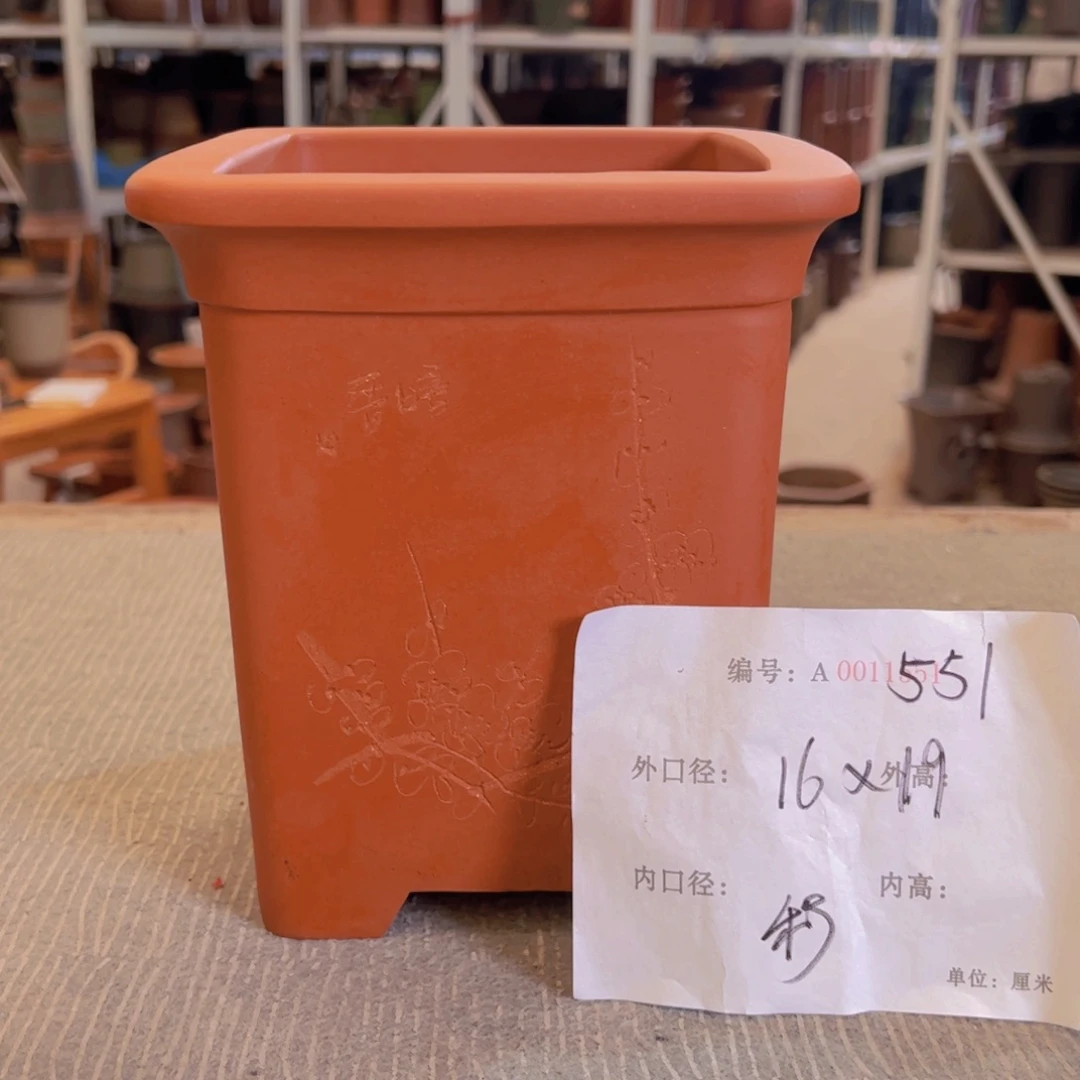 编号: A 0011551 551
外口径: 16×19 外高:
内口径: 内高:
单位: 厘米